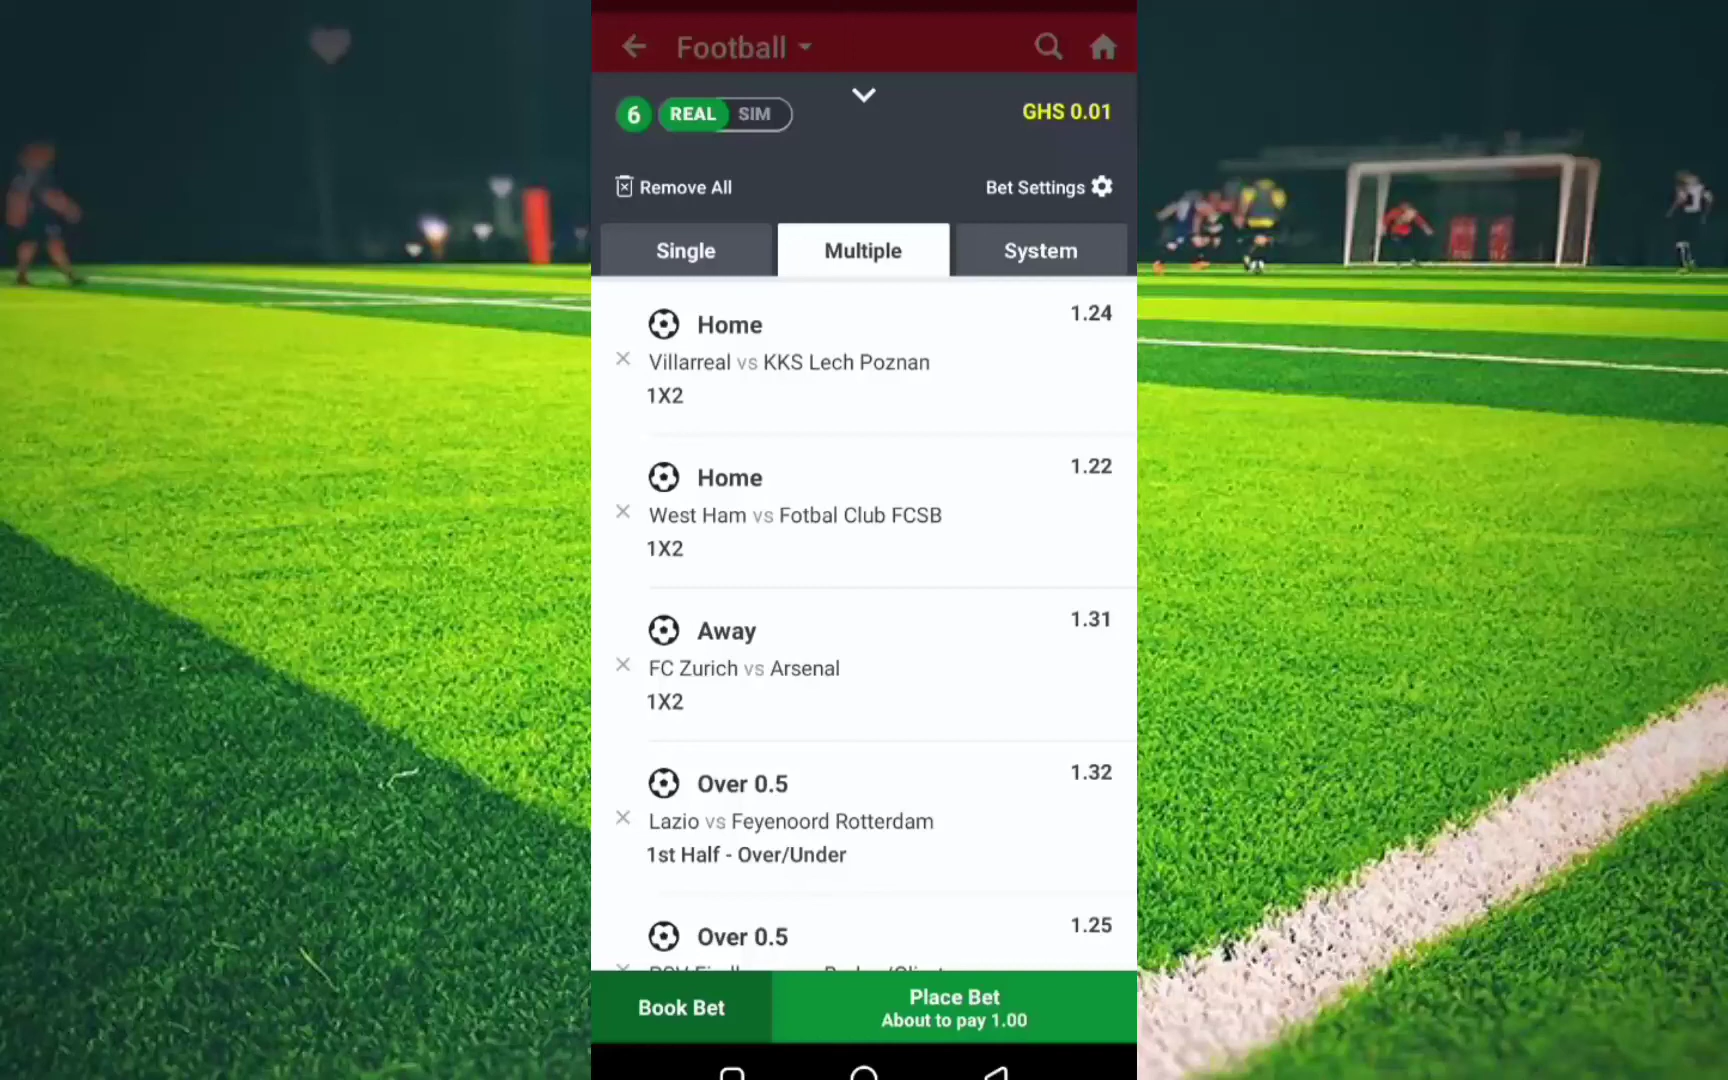 Football
6 REAL SIM GHS 0.01
Remove All Bet Settings
Single Multiple System
Home 1.24
Villarreal vs KKS Lech Poznan
1X2
Home 1.22
West Ham vs Fotbal Club FCSB
1X2
Away 1.31
FC Zurich vs Arsenal
1X2
Over 0.5 1.32
Lazio vs Feyenoord Rotterdam
1st Half - Over/Under
Over 0.5 1.25
Book Bet
Place Bet
About to pay 1.00